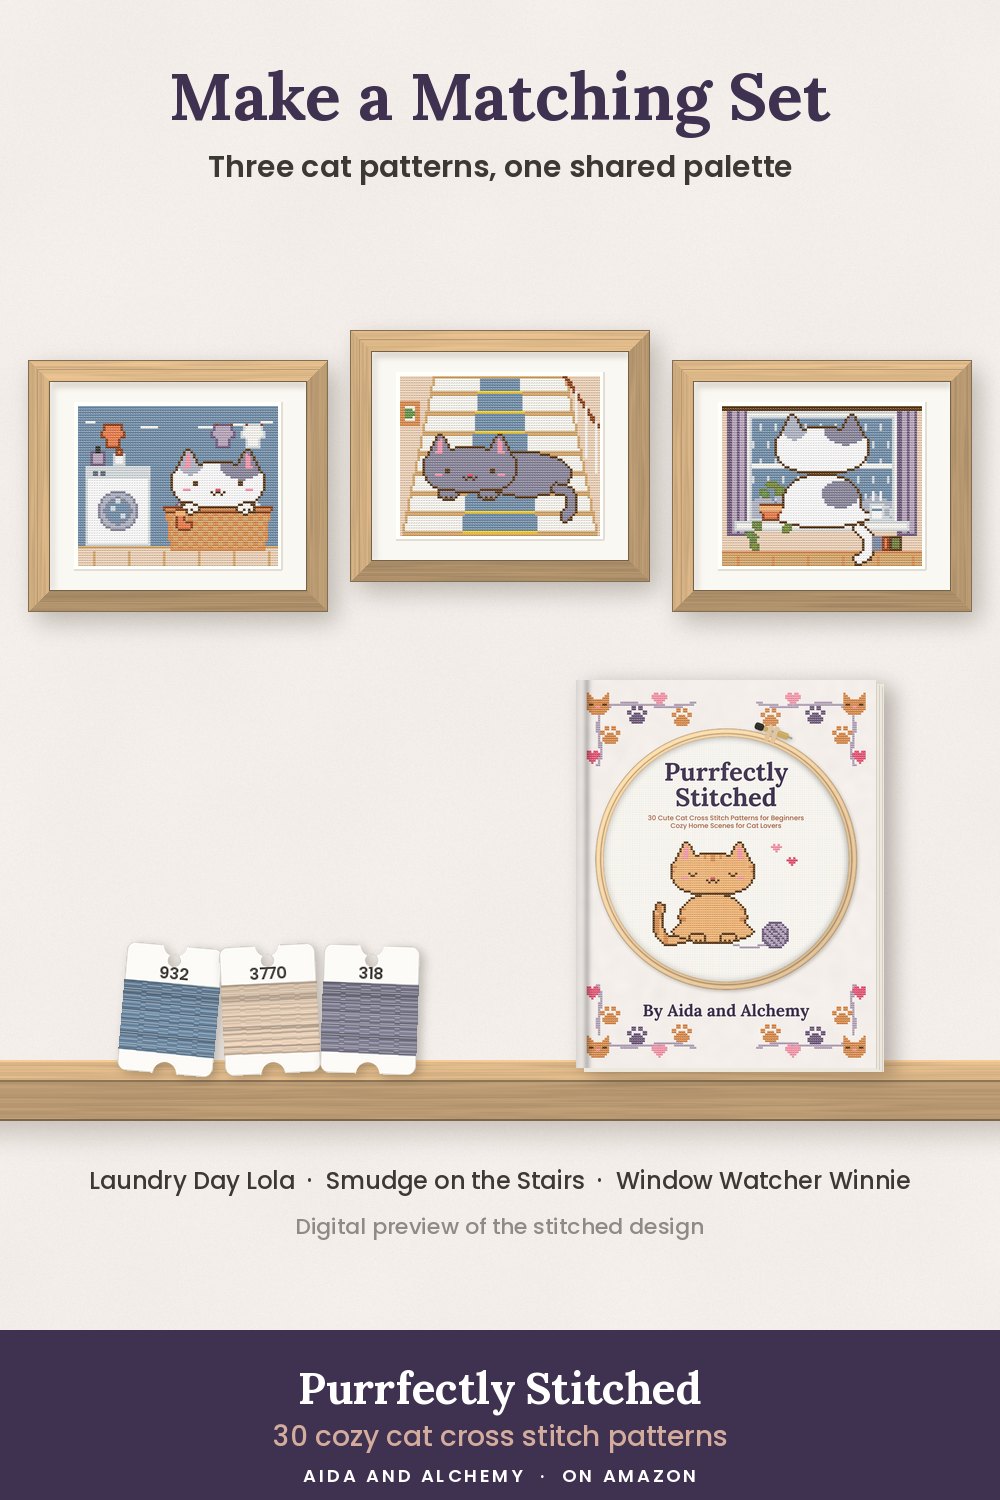 Make a Matching Set
Three cat patterns, one shared palette
Purrfectly
Stitched
30 Cute Cat Cross Stitch Patterns for Beginners
Cozy Home Scenes for Cat Lovers
By Aida and Alchemy
932
3770
318
Laundry Day Lola · Smudge on the Stairs · Window Watcher Winnie
Digital preview of the stitched design
Purrfectly Stitched
30 cozy cat cross stitch patterns
AIDA AND ALCHEMY · ON AMAZON